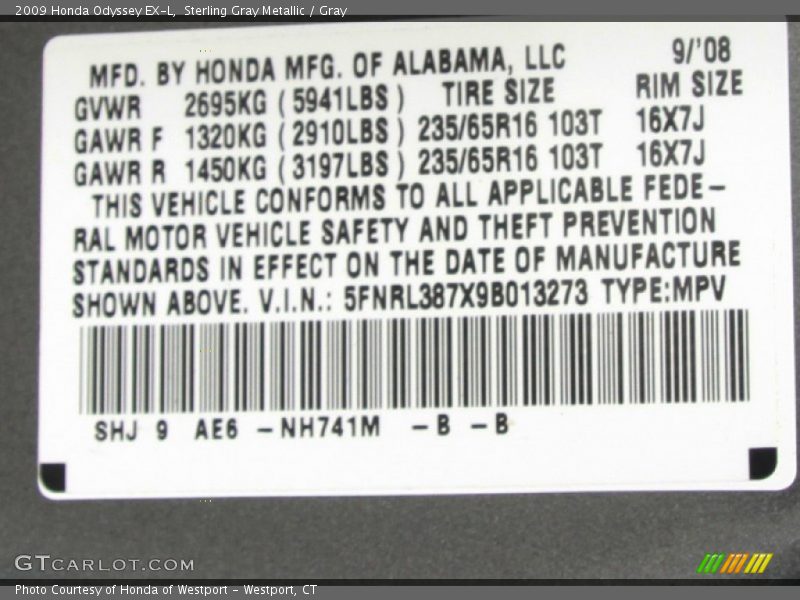 2009 Honda Odyssey EX-L, Sterling Gray Metallic / Gray
MFD. BY HONDA MFG. OF ALABAMA, LLC 9/'08
GVWR 2695KG (5941LBS) TIRE SIZE RIM SIZE
GAWR F 1320KG (2910LBS) 235/65R16 103T 16X7J
GAWR R 1450KG (3197LBS) 235/65R16 103T 16X7J
THIS VEHICLE CONFORMS TO ALL APPLICABLE FEDE-
RAL MOTOR VEHICLE SAFETY AND THEFT PREVENTION
STANDARDS IN EFFECT ON THE DATE OF MANUFACTURE
SHOWN ABOVE. V.I.N.: 5FNRL387X9B013273 TYPE:MPV
SHJ 9 AE6 -NH741M -B -B
GTCARLOT.COM
Photo Courtesy of Honda of Westport - Westport, CT